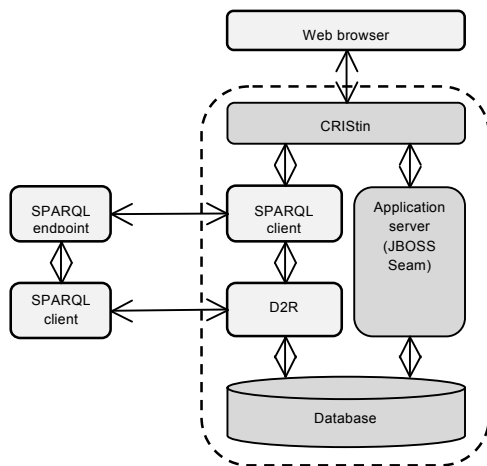 Web browser
CRIStin
SPARQL
endpoint
SPARQL
client
Application
server
(JBOSS
Seam)
SPARQL
client
D2R
Database